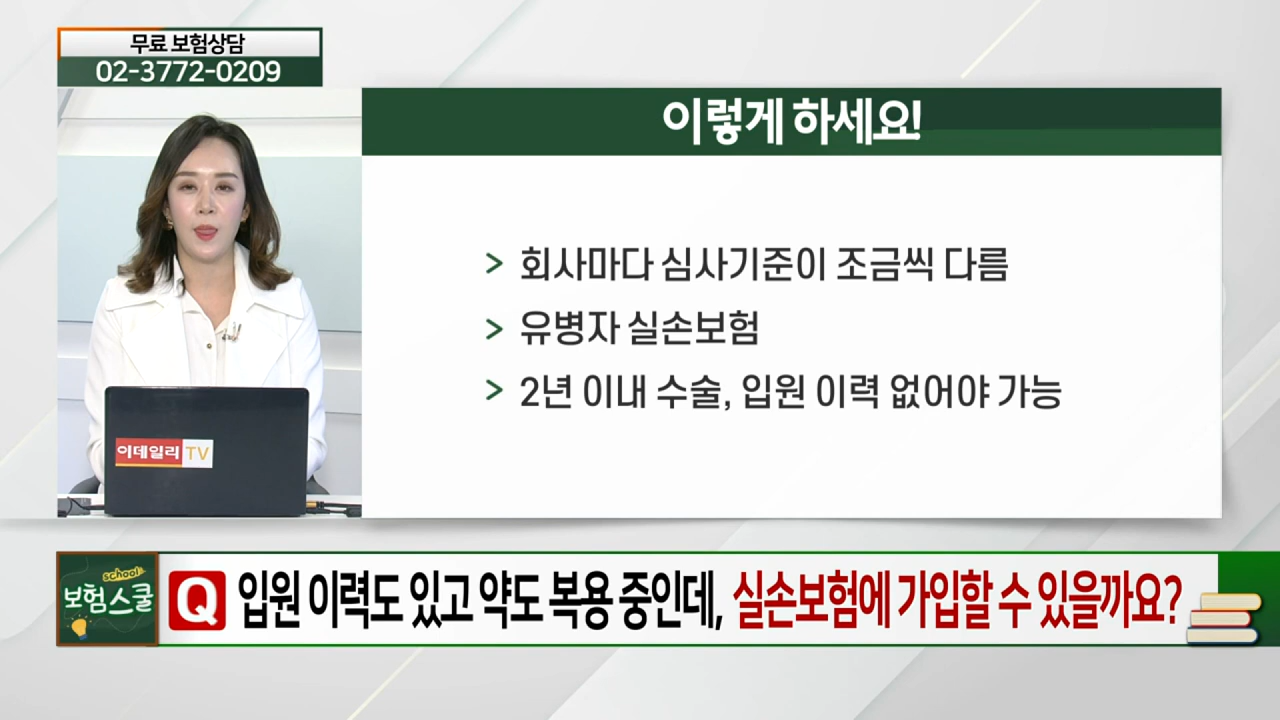 무료 보험상담
02-3772-0209
이렇게 하세요!
> 회사마다 심사기준이 조금씩 다름
> 유병자 실손보험
> 2년 이내 수술, 입원 이력 없어야 가능
이데일리 TV
school
보험스쿨
Q 입원 이력도 있고 약도 복용 중인데, 실손보험에 가입할 수 있을까요?